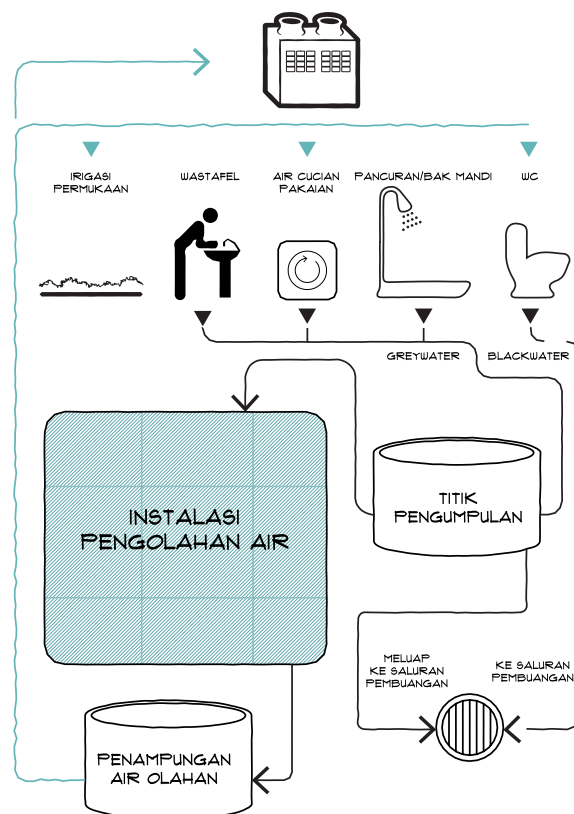 IRIGASI
PERMUKAAN
WASTAFEL
AIR CUCIAN
PAKAIAN
PANCURAN/BAK MANDI
WC
GREYWATER
BLACKWATER
INSTALASI
PENGOLAHAN AIR
TITIK
PENGUMPULAN
MELUAP
KE SALURAN
PEMBUANGAN
KE SALURAN
PEMBUANGAN
PENAMPUNGAN
AIR OLAHAN